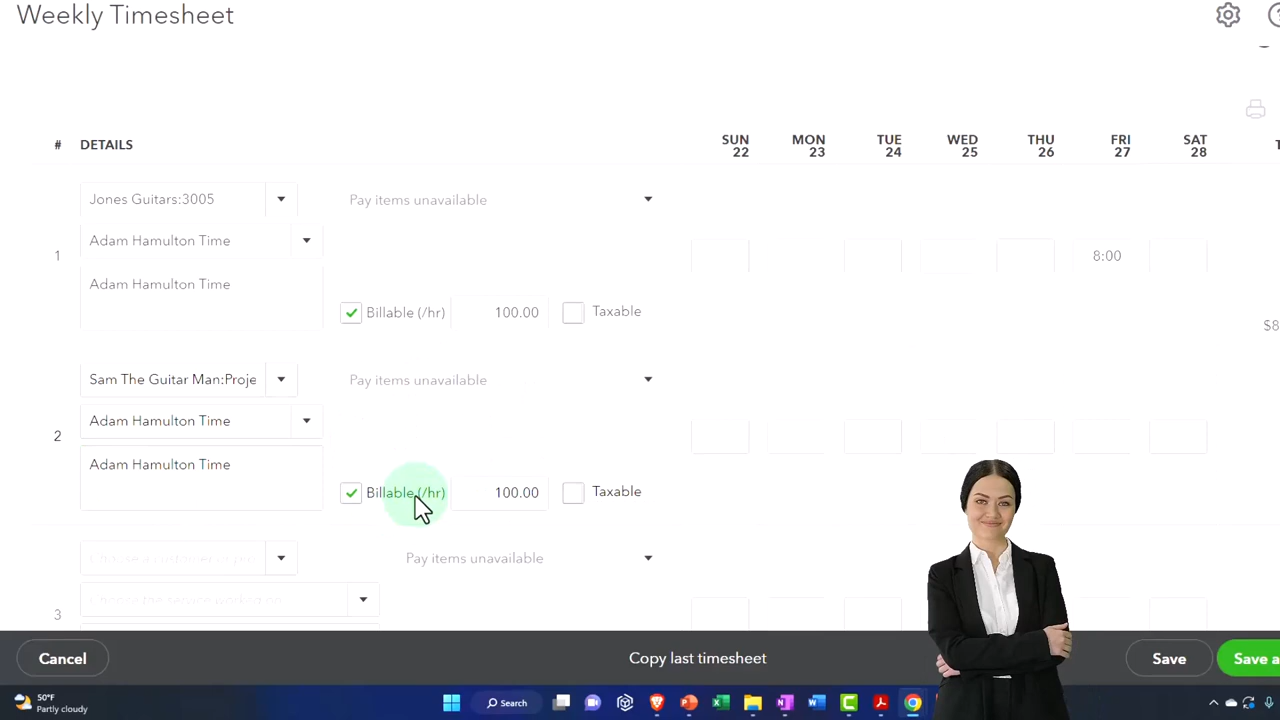 Weekly Timesheet
# DETAILS SUN 22 MON 23 TUE 24 WED 25 THU 26 FRI 27 SAT 28
Jones Guitars:3005 Pay items unavailable
Adam Hamulton Time
1 8:00
Adam Hamulton Time
Billable (/hr) 100.00 Taxable
$8
Sam The Guitar Man:Proje Pay items unavailable
Adam Hamulton Time
2
Adam Hamulton Time
Billable (/hr) 100.00 Taxable
Pay items unavailable
3
Cancel Copy last timesheet Save Save a
50°F
Partly cloudy
Search